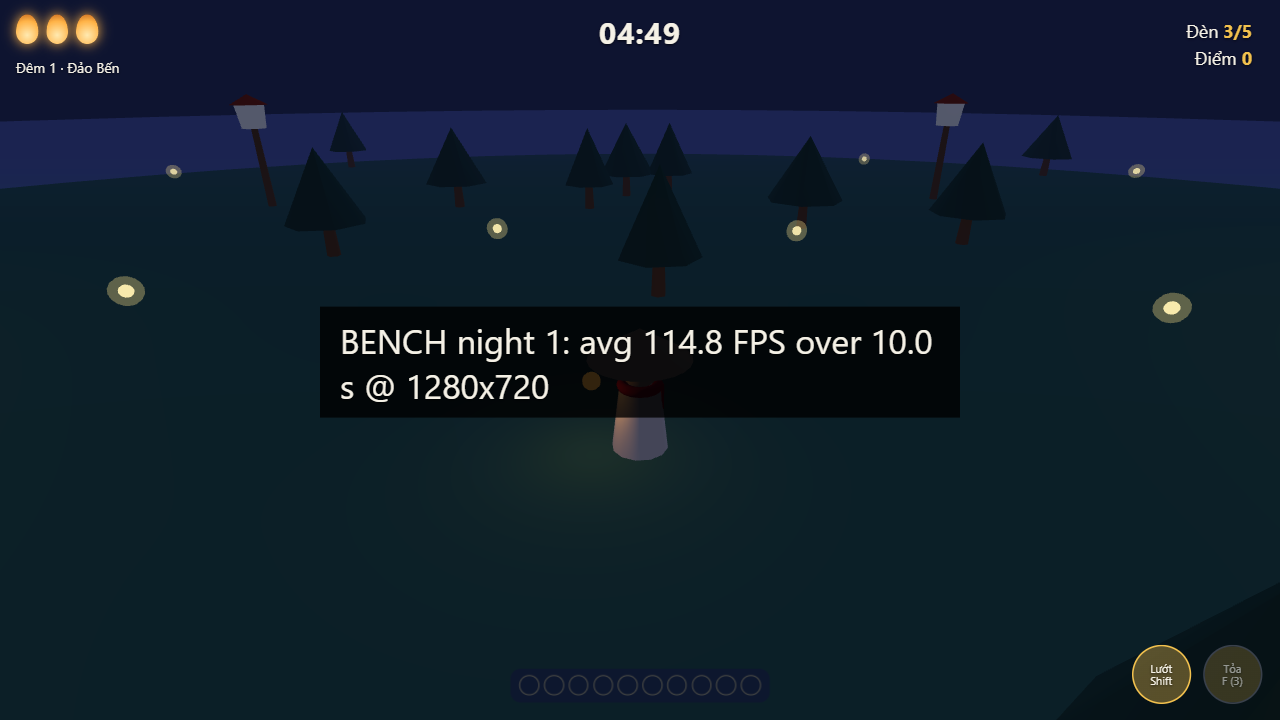 04:49
Đèn 3/5
Điểm 0
Đêm 1 · Đảo Bến
BENCH night 1: avg 114.8 FPS over 10.0
s @ 1280x720
Lướt
Shift
Tỏa
F (3)